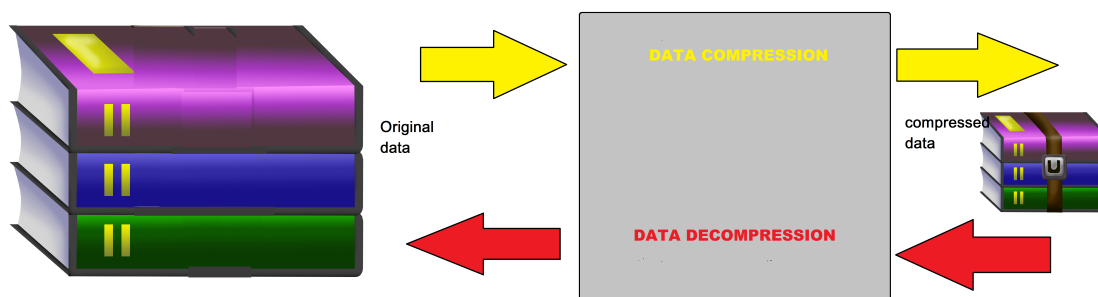 DATA COMPRESSION
Original
data
compressed
data
U
DATA DECOMPRESSION